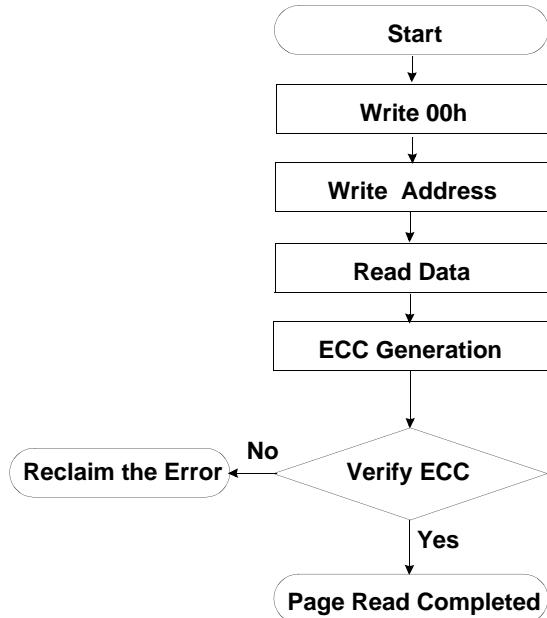 Start
Write 00h
Write Address
Read Data
ECC Generation
No
Reclaim the Error
Verify ECC
Yes
Page Read Completed